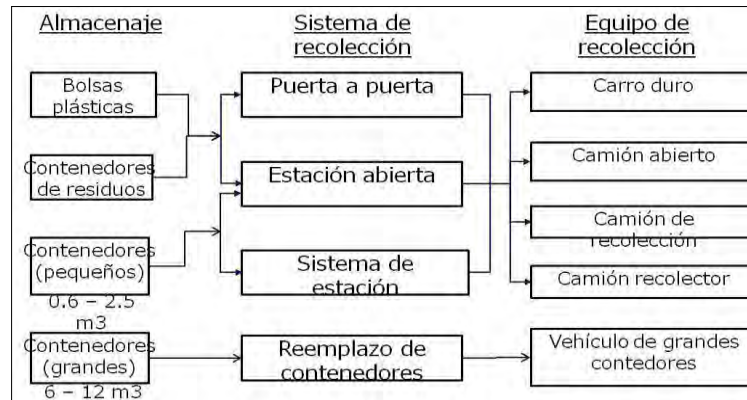 Almacenaje
Bolsas
plásticas
Contenedores
de residuos
Contenedores
(pequeños)
0.6 – 2.5
m3
Contenedores
(grandes)
6 – 12 m3
Sistema de
recolección
Puerta a puerta
Estación abierta
Sistema de
estación
Reemplazo de
contenedores
Equipo de
recolección
Carro duro
Camión abierto
Camión de
recolección
Camión recolector
Vehículo de grandes
contedores